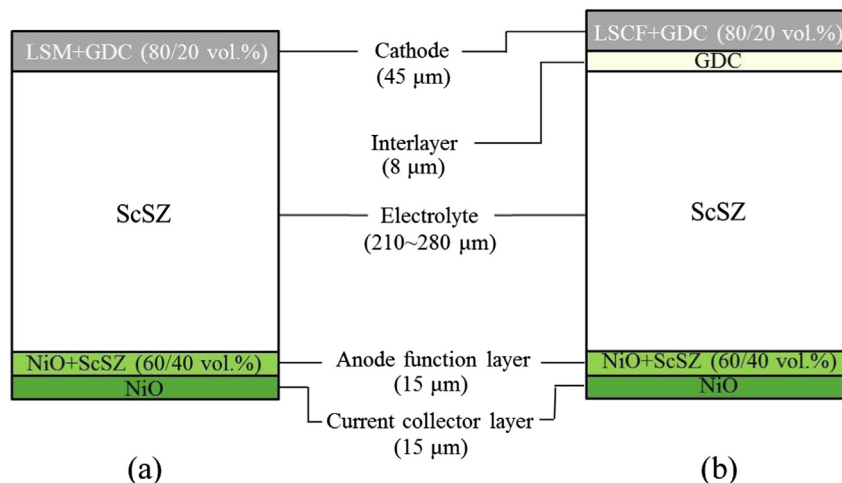 LSM+GDC (80/20 vol.%)
Cathode
(45 μm)
LSCF+GDC (80/20 vol.%)
GDC
Interlayer
(8 μm)
ScSZ
Electrolyte
(210~280 μm)
ScSZ
NiO+ScSZ (60/40 vol.%)
Anode function layer
(15 μm)
NiO+ScSZ (60/40 vol.%)
NiO
Current collector layer
(15 μm)
NiO
(a)
(b)